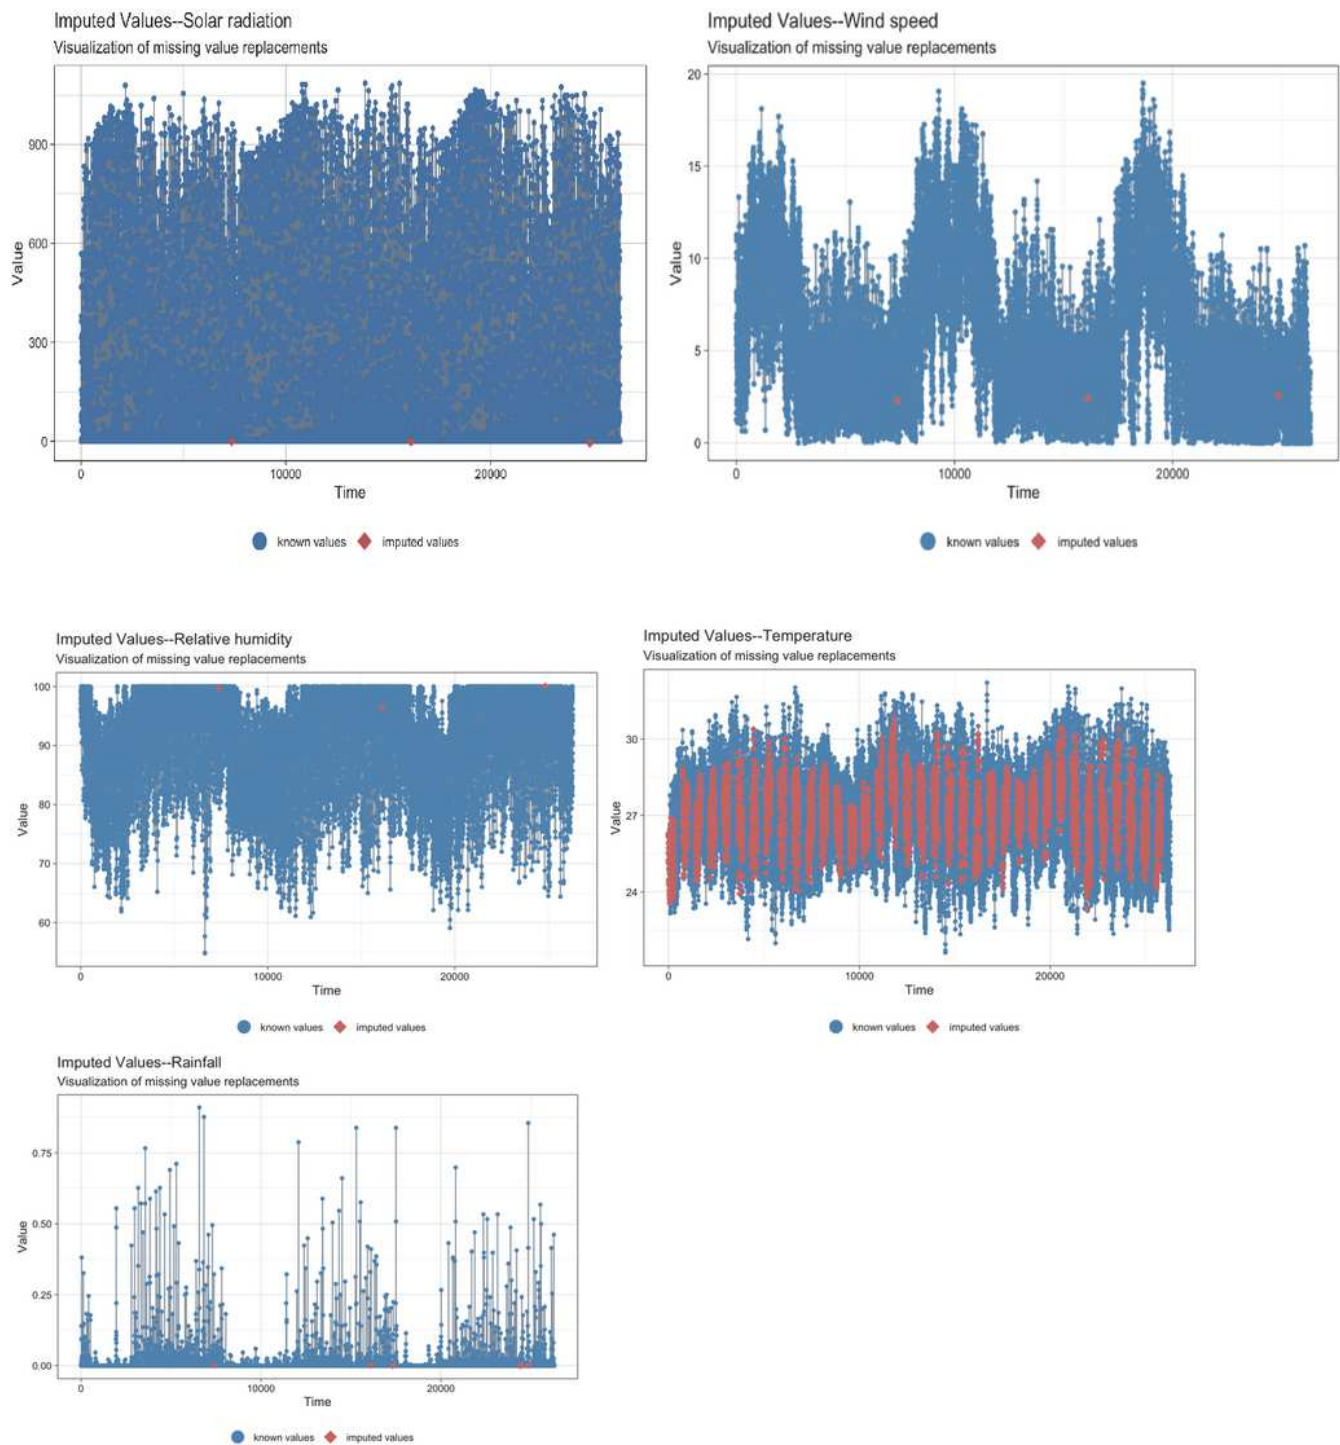 Imputed Values--Solar radiation
Visualization of missing value replacements
900
600
300
0
Value
0 10000 20000
Time
known values imputed values
Imputed Values--Wind speed
Visualization of missing value replacements
20
15
10
5
0
Value
0 10000 20000
Time
known values imputed values
Imputed Values--Relative humidity
Visualization of missing value replacements
100
90
80
70
60
Value
0 10000 20000
Time
known values imputed values
Imputed Values--Temperature
Visualization of missing value replacements
30
27
24
Value
0 10000 20000
Time
known values imputed values
Imputed Values--Rainfall
Visualization of missing value replacements
0.75
0.50
0.25
0.00
Value
0 10000 20000
Time
known values imputed values